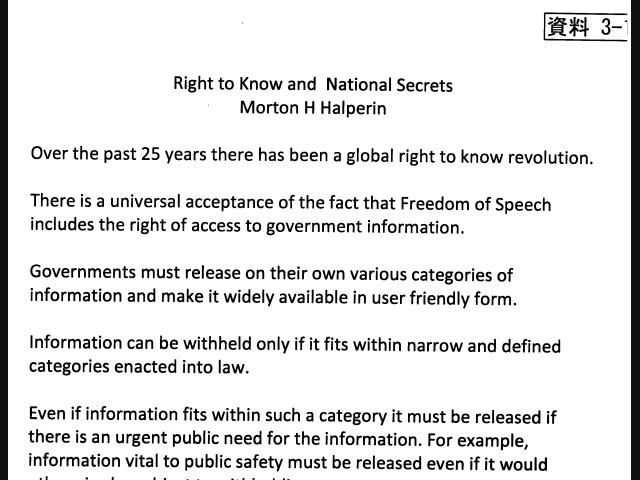 資料 3-
Right to Know and National Secrets
Morton H Halperin
Over the past 25 years there has been a global right to know revolution.
There is a universal acceptance of the fact that Freedom of Speech
includes the right of access to government information.
Governments must release on their own various categories of
information and make it widely available in user friendly form.
Information can be withheld only if it fits within narrow and defined
categories enacted into law.
Even if information fits within such a category it must be released if
there is an urgent public need for the information. For example,
information vital to public safety must be released even if it would